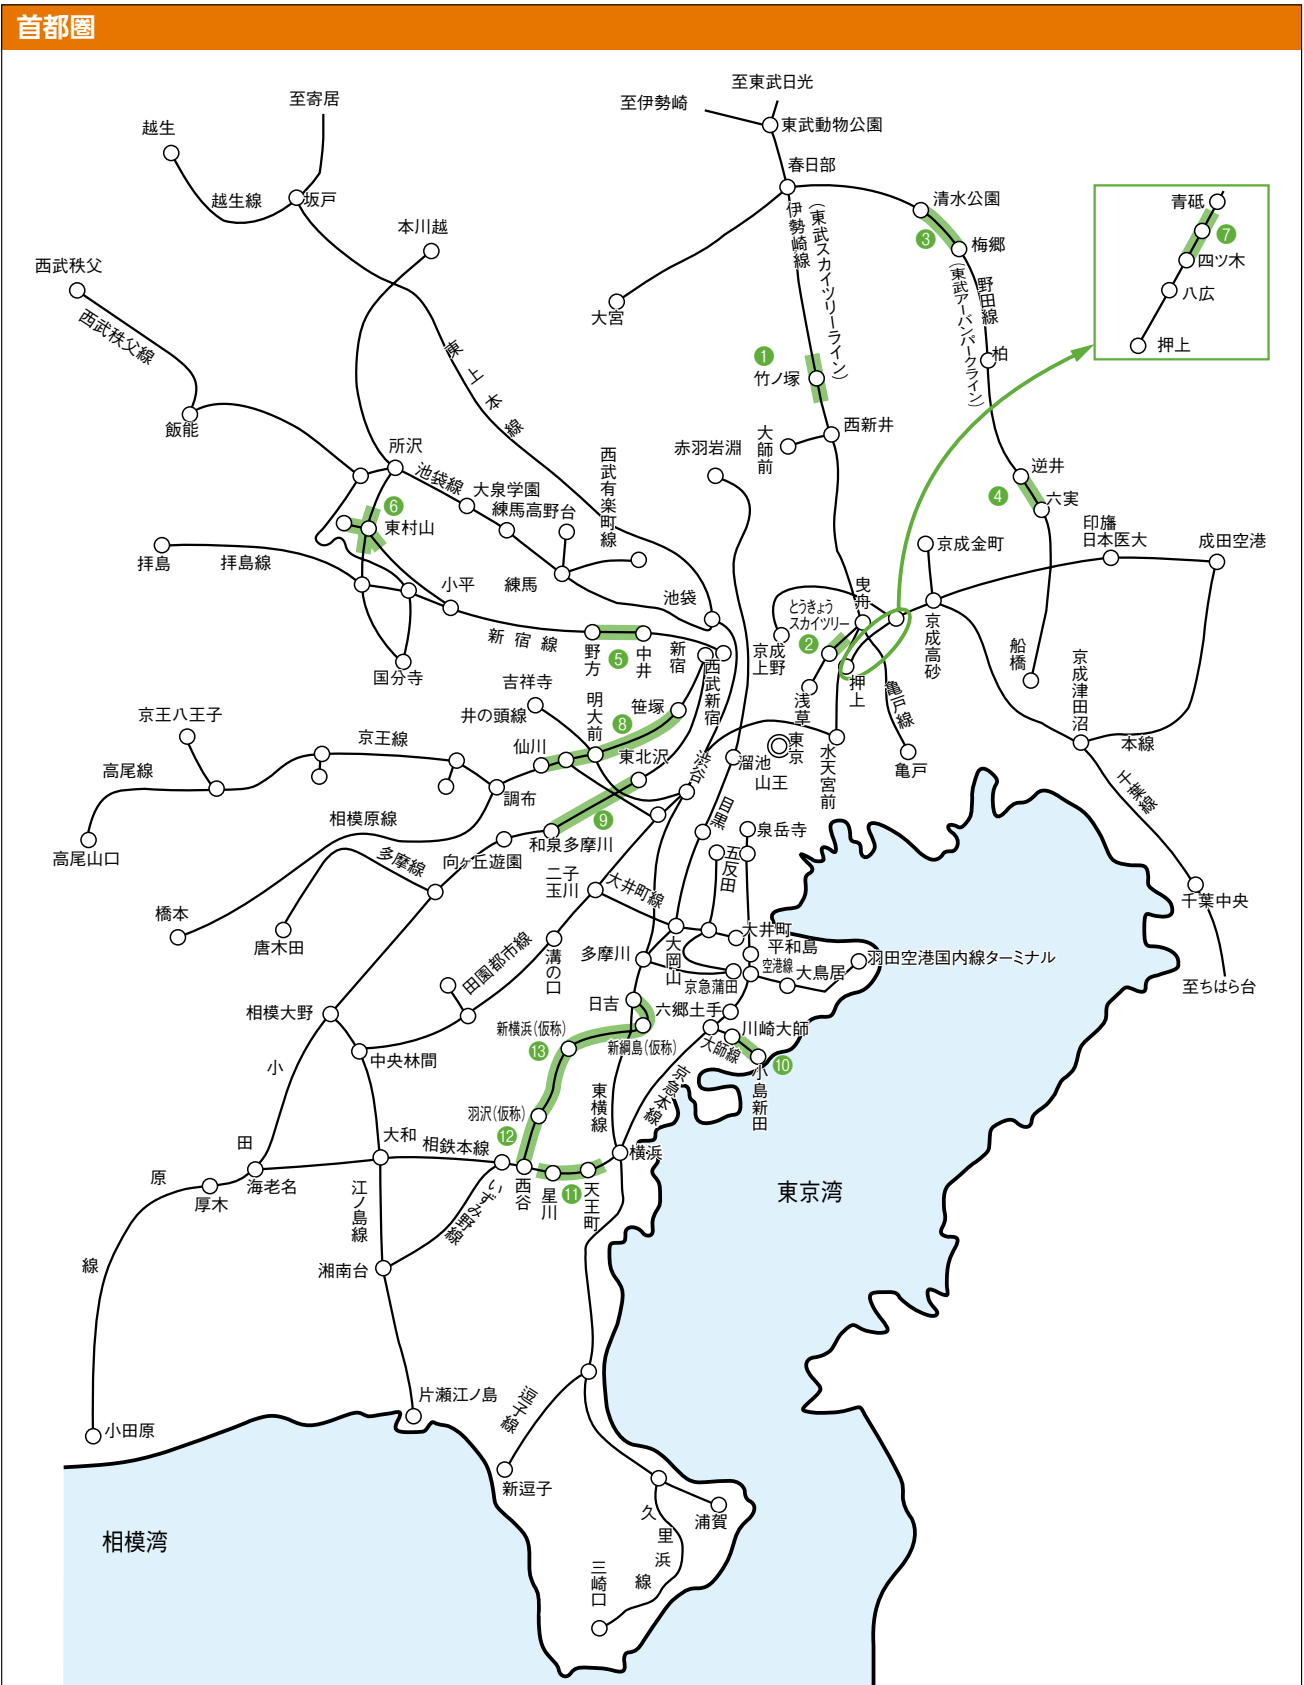 首都圏
至東武日光
至伊勢崎
東武動物公園
至寄居
越生
越生線
坂戸
春日部
清水公園
❸
梅郷
伊勢崎線
(東武スカイツリーライン)
野田線
(東武アーバンパークライン)
青砥
❼
四ツ木
八広
押上
本川越
西武秩父
西武秩父線
大宮
東上本線
❶
竹ノ塚
柏
飯能
所沢
池袋線
大泉学園
練馬高野台
西武有楽町線
赤羽岩淵
大師前
西新井
逆井
❹
六実
❻
東村山
印旛
日本医大
成田空港
京成金町
拝島
拝島線
小平
練馬
池袋
曳舟
とうきょう
スカイツリー
❷
京成上野
京成高砂
船橋
京成津田沼
新宿線
野方
❺
中井
新宿
西武新宿
国分寺
浅草
押上
亀戸線
亀戸
吉祥寺
井の頭線
明大前
❽
笹塚
京王八王子
京王線
高尾線
仙川
東北沢
渋谷
溜池
山王
東京
水天宮前
本線
千葉線
調布
相模原線
❾
目黒
泉岳寺
高尾山口
多摩線
向ヶ丘遊園
和泉多摩川
五反田
二子
玉川
大井町線
千葉中央
橋本
唐木田
田園都市線
溝の口
多摩川
大岡山
大井町
平和島
空港線
京急蒲田
大鳥居
羽田空港国内線ターミナル
至ちはら台
相模大野
日吉
六郷土手
新横浜(仮称)
⓭
新綱島(仮称)
川崎大師
大師線
❿
小島新田
中央林間
小田原線
東横線
京急本線
羽沢(仮称)
⓬
大和
相鉄本線
横浜
海老名
厚木
江ノ島線
いずみ野線
西谷
星川
⓫
天王町
東京湾
湘南台
片瀬江ノ島
逗子線
小田原
新逗子
久里浜線
浦賀
相模湾
三崎口